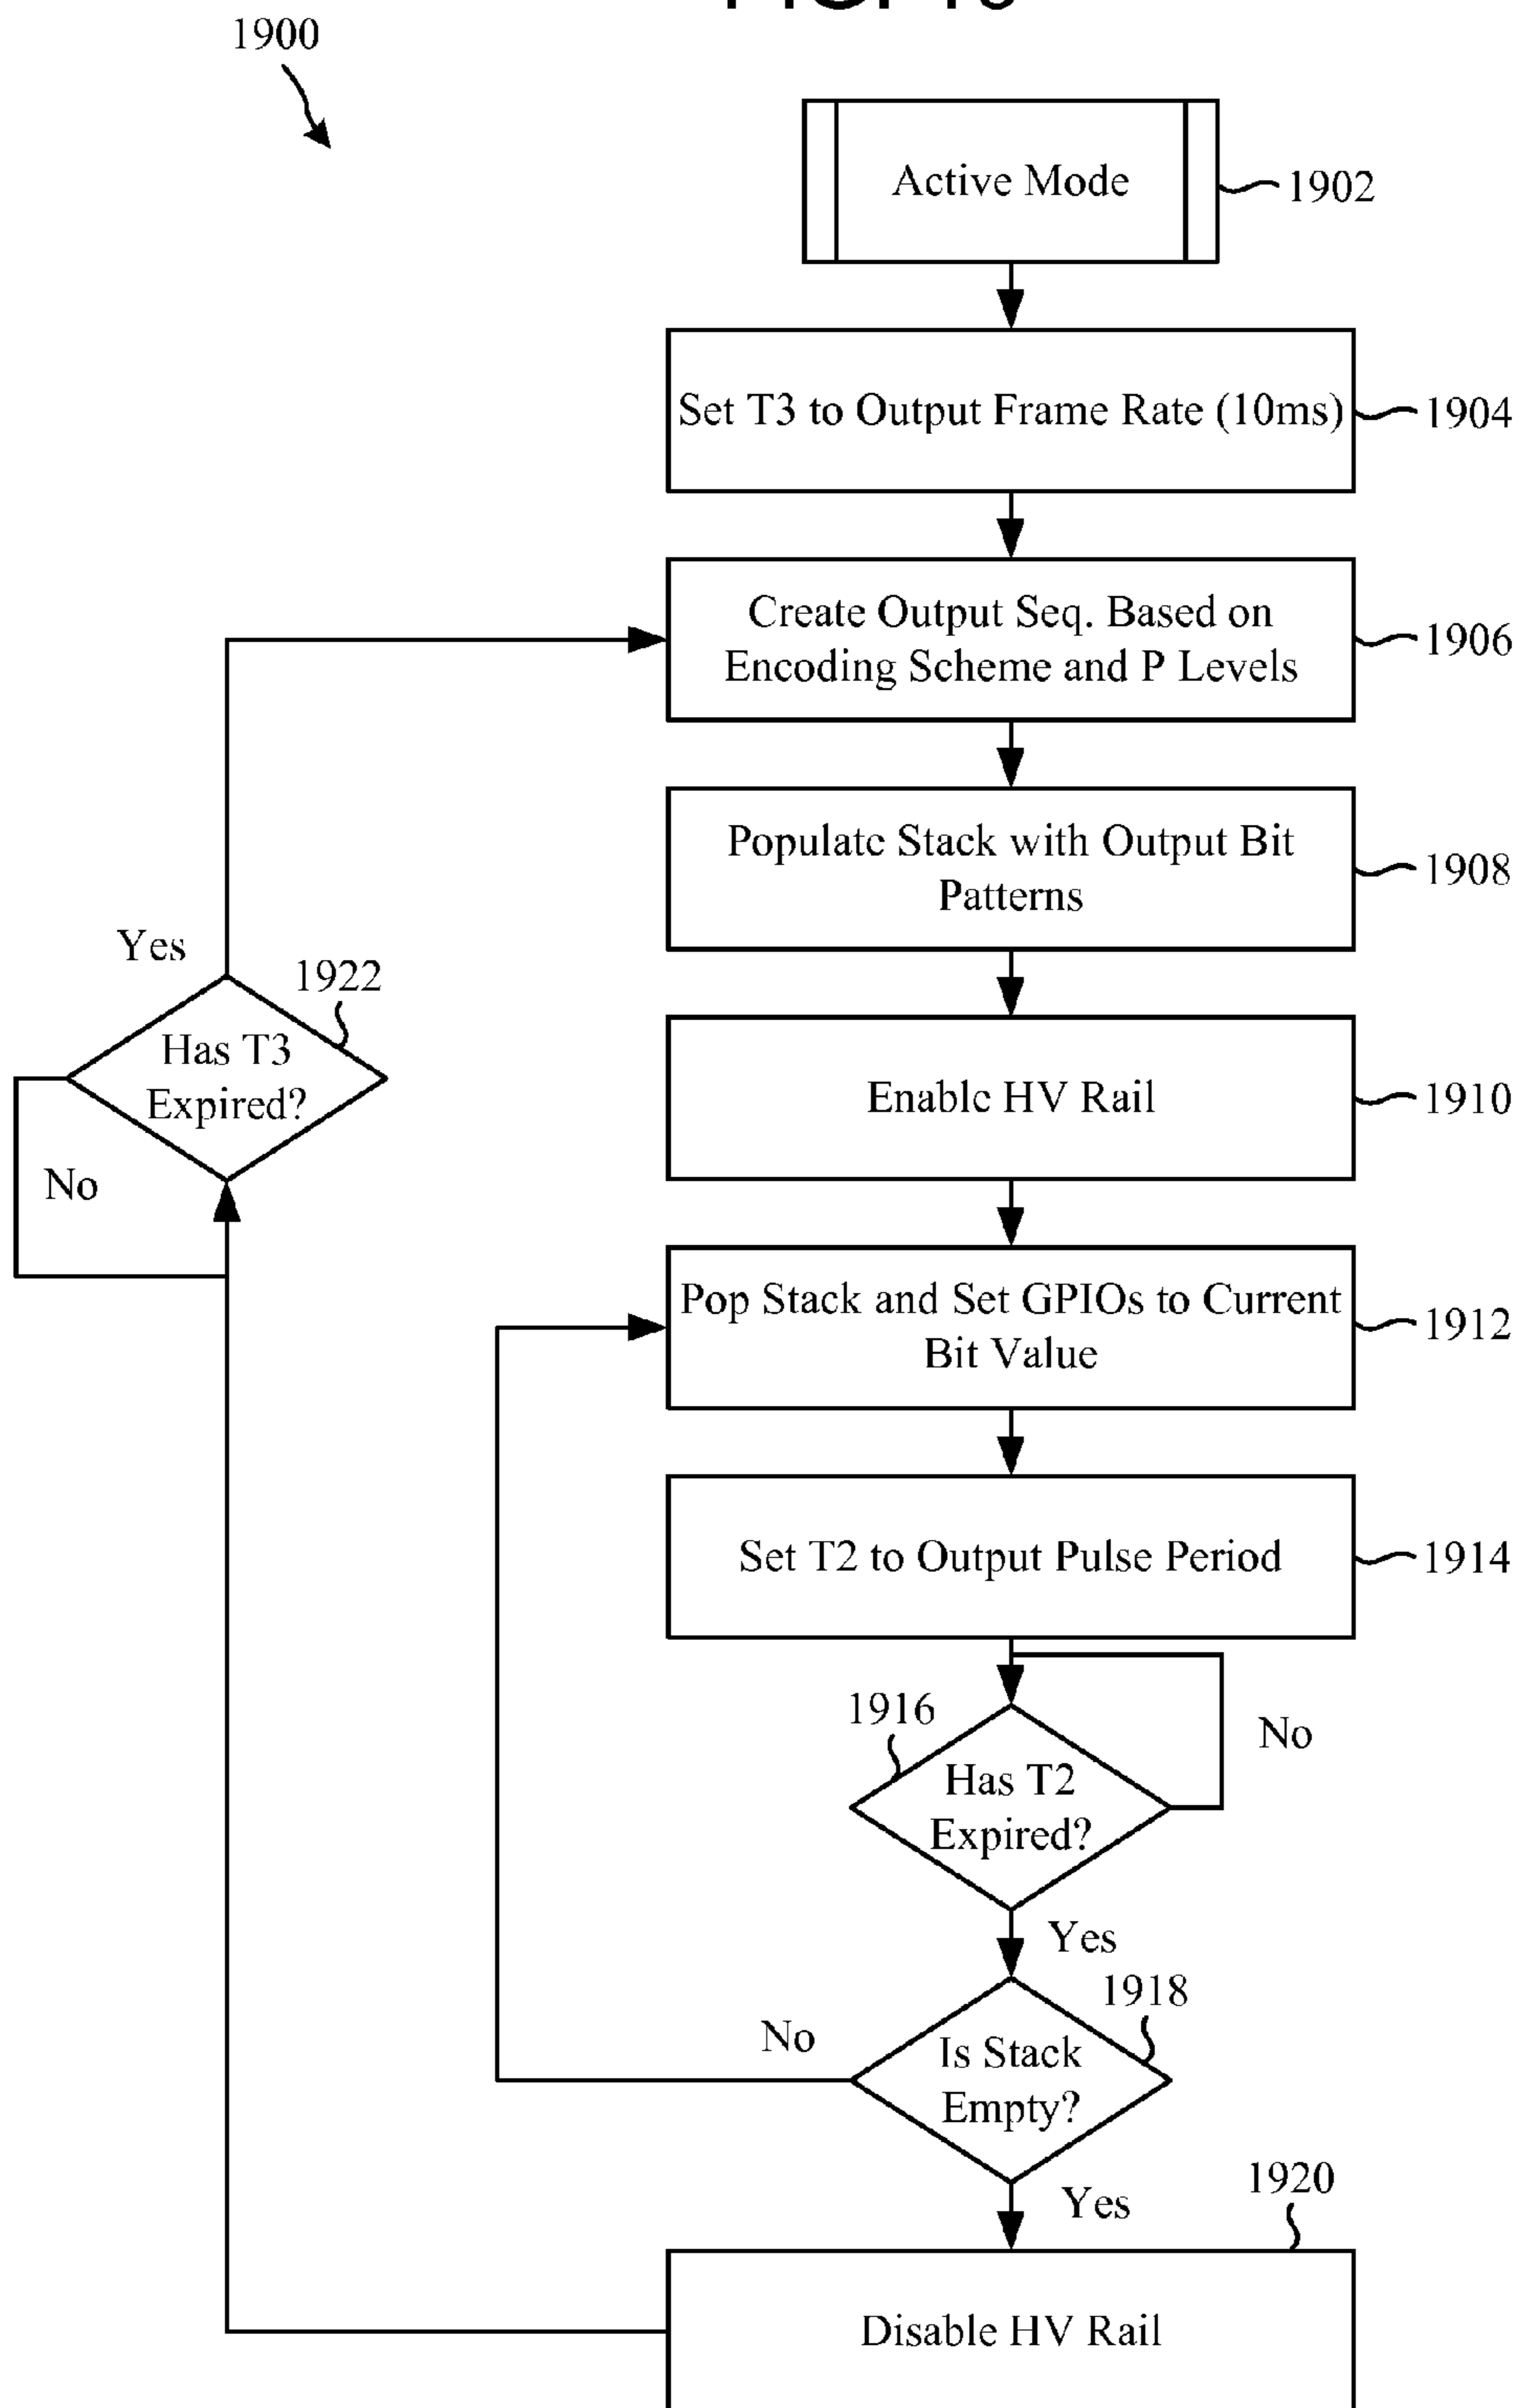 1900
Active Mode
1902
Set T3 to Output Frame Rate (10ms)
1904
Create Output Seq. Based on
Encoding Scheme and P Levels
1906
Populate Stack with Output Bit
Patterns
1908
Yes
1922
Has T3
Expired?
No
Enable HV Rail
1910
Pop Stack and Set GPIOs to Current
Bit Value
1912
Set T2 to Output Pulse Period
1914
1916
Has T2
Expired?
No
Yes
1918
Is Stack
Empty?
No
Yes
1920
Disable HV Rail